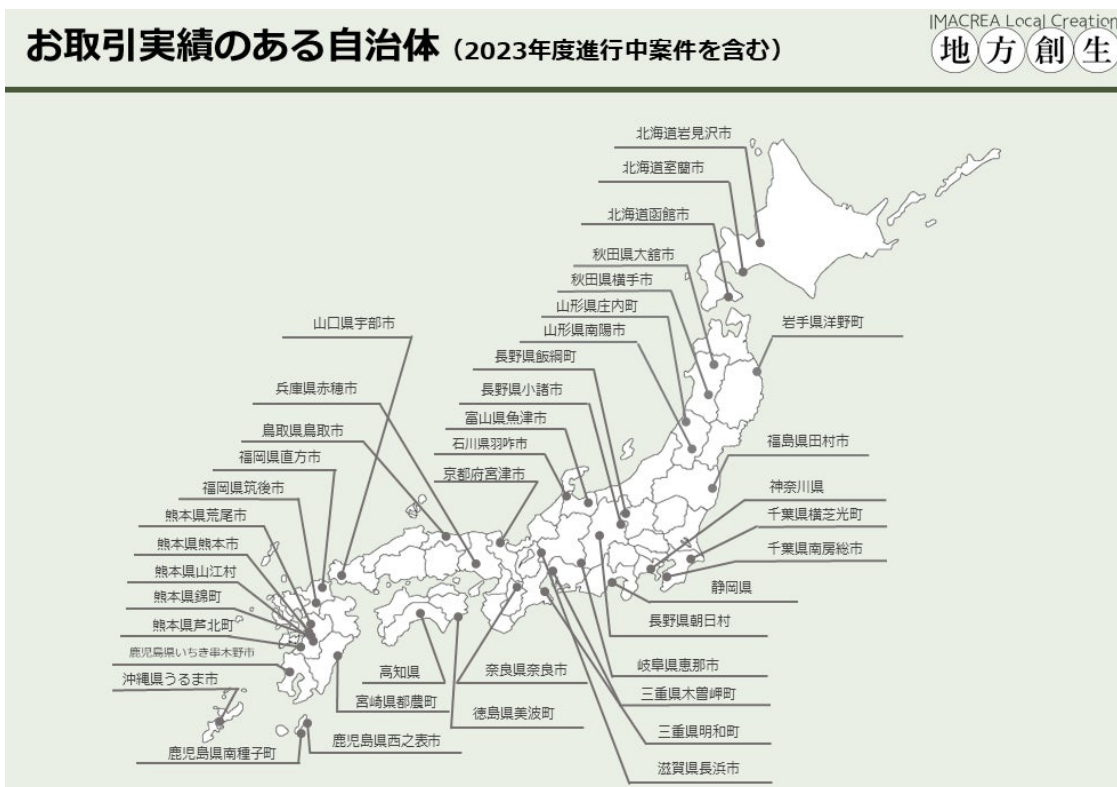 お取引実績のある自治体（2023年度進行中案件を含む）
IMACREA Local Creation
地方創生
北海道岩見沢市
北海道室蘭市
北海道函館市
秋田県大舘市
秋田県横手市
山形県庄内町
山形県南陽市
長野県飯綱町
長野県小諸市
富山県魚津市
石川県羽咋市
京都府宮津市
山口県宇部市
兵庫県赤穂市
鳥取県鳥取市
福岡県直方市
福岡県筑後市
熊本県荒尾市
熊本県熊本市
熊本県山江村
熊本県錦町
熊本県芦北町
鹿児島県いちき串木野市
沖縄県うるま市
鹿児島県南種子町
鹿児島県西之表市
宮崎県都農町
高知県
徳島県美波町
奈良県奈良市
岩手県洋野町
福島県田村市
神奈川県
千葉県横芝光町
千葉県南房総市
静岡県
長野県朝日村
岐阜県恵那市
三重県木曽岬町
三重県明和町
滋賀県長浜市